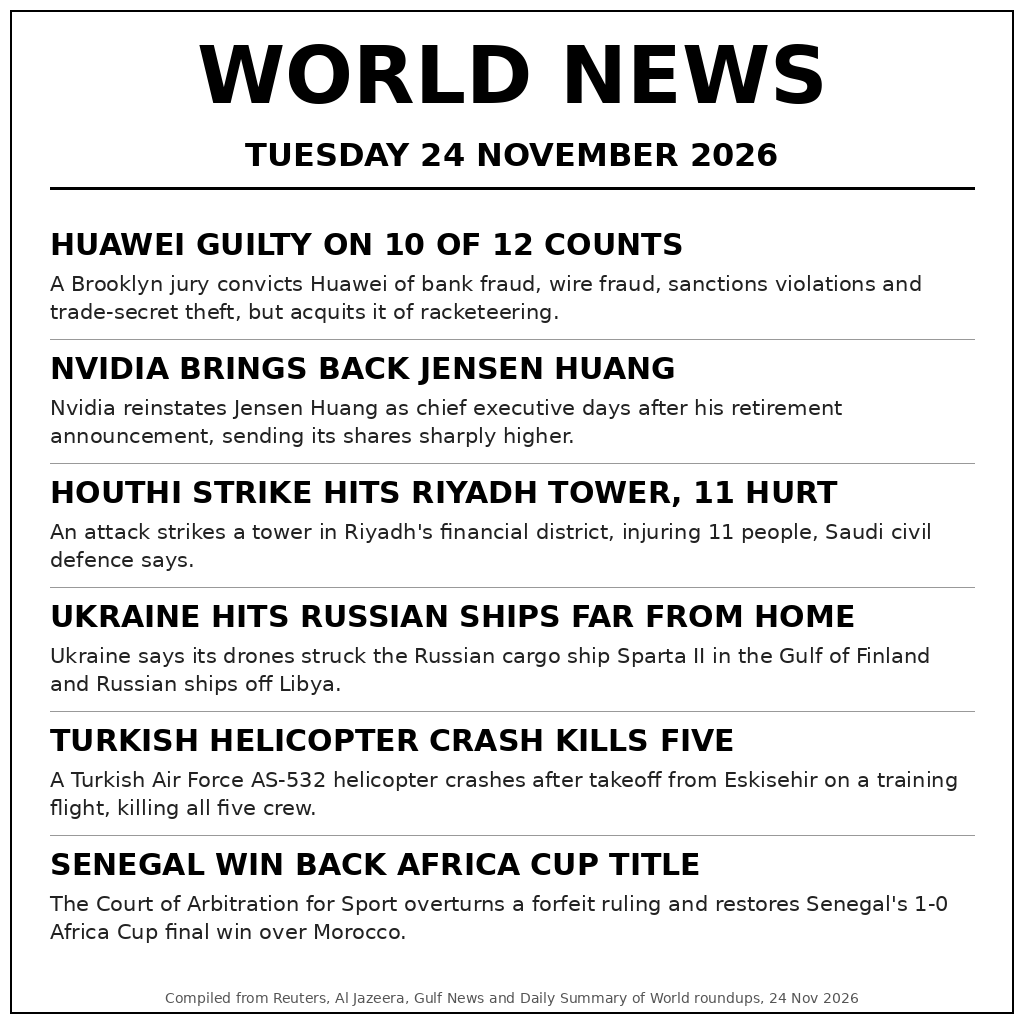 WORLD NEWS
TUESDAY 24 NOVEMBER 2026
HUAWEI GUILTY ON 10 OF 12 COUNTS
A Brooklyn jury convicts Huawei of bank fraud, wire fraud, sanctions violations and
trade-secret theft, but acquits it of racketeering.
NVIDIA BRINGS BACK JENSEN HUANG
Nvidia reinstates Jensen Huang as chief executive days after his retirement
announcement, sending its shares sharply higher.
HOUTHI STRIKE HITS RIYADH TOWER, 11 HURT
An attack strikes a tower in Riyadh's financial district, injuring 11 people, Saudi civil
defence says.
UKRAINE HITS RUSSIAN SHIPS FAR FROM HOME
Ukraine says its drones struck the Russian cargo ship Sparta II in the Gulf of Finland
and Russian ships off Libya.
TURKISH HELICOPTER CRASH KILLS FIVE
A Turkish Air Force AS-532 helicopter crashes after takeoff from Eskisehir on a training
flight, killing all five crew.
SENEGAL WIN BACK AFRICA CUP TITLE
The Court of Arbitration for Sport overturns a forfeit ruling and restores Senegal's 1-0
Africa Cup final win over Morocco.
Compiled from Reuters, Al Jazeera, Gulf News and Daily Summary of World roundups, 24 Nov 2026